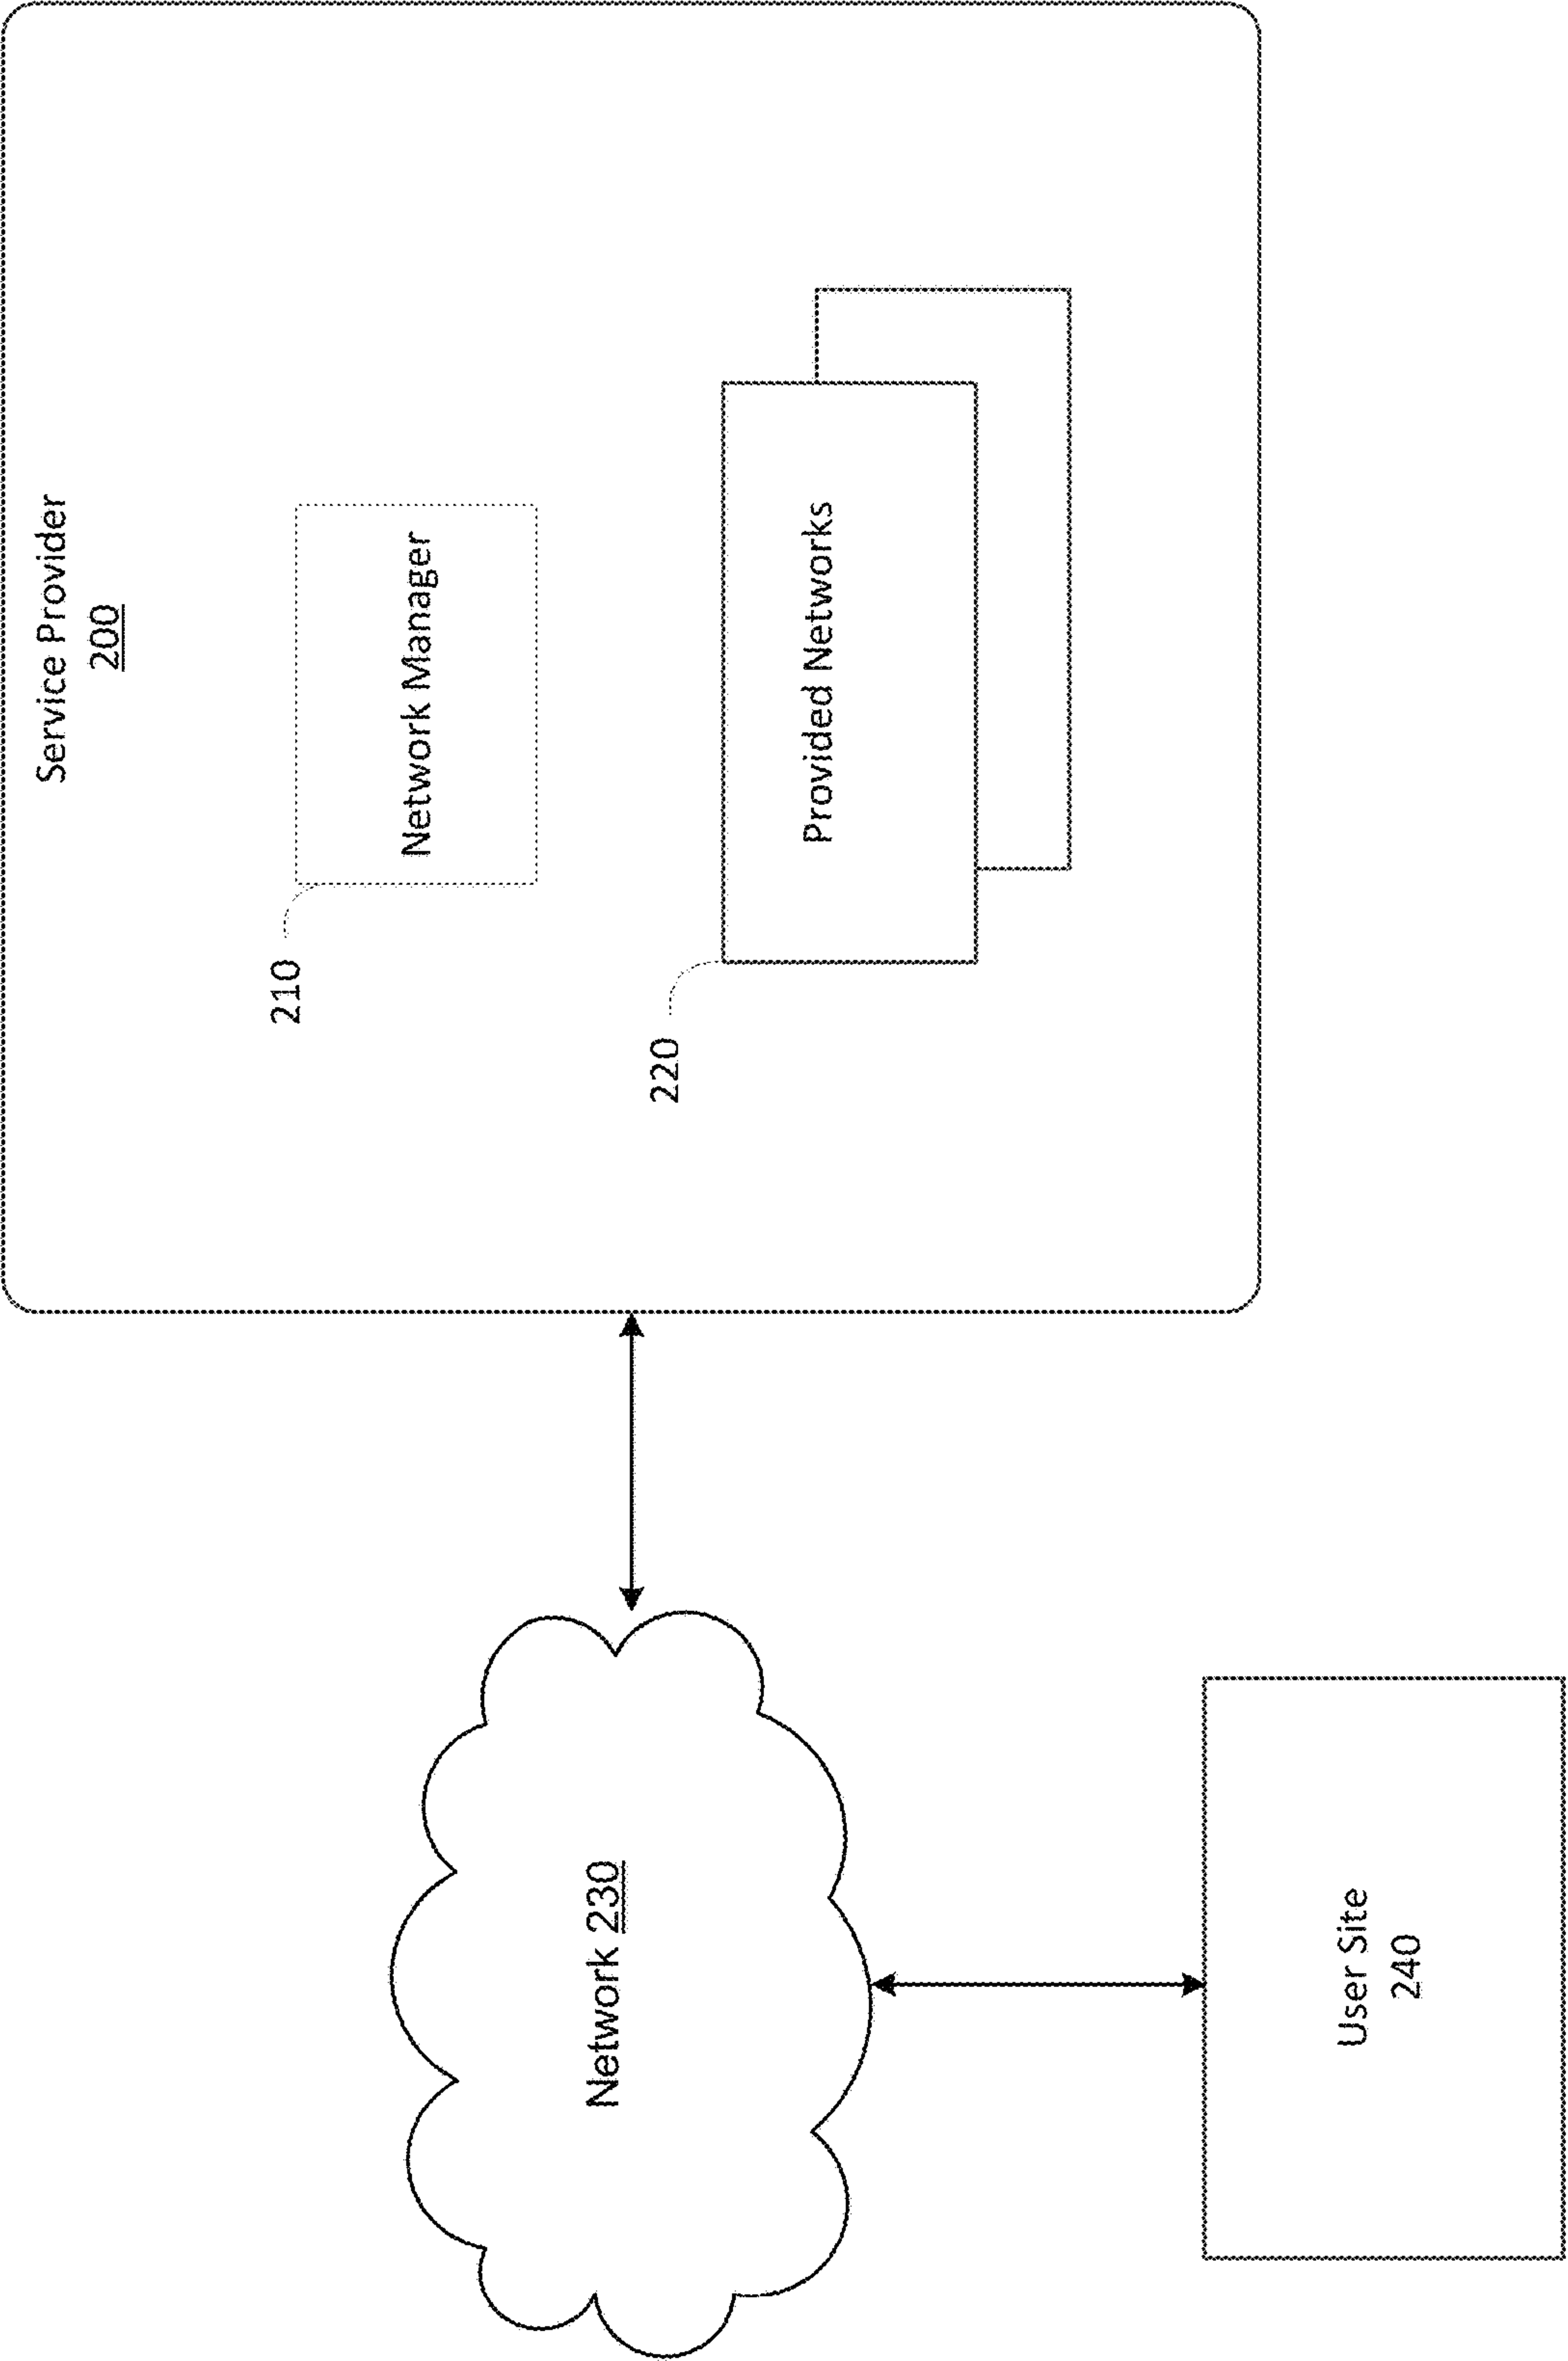 Service Provider
200
210
Network Manager
220
Provided Networks
Network 230
User Site
240